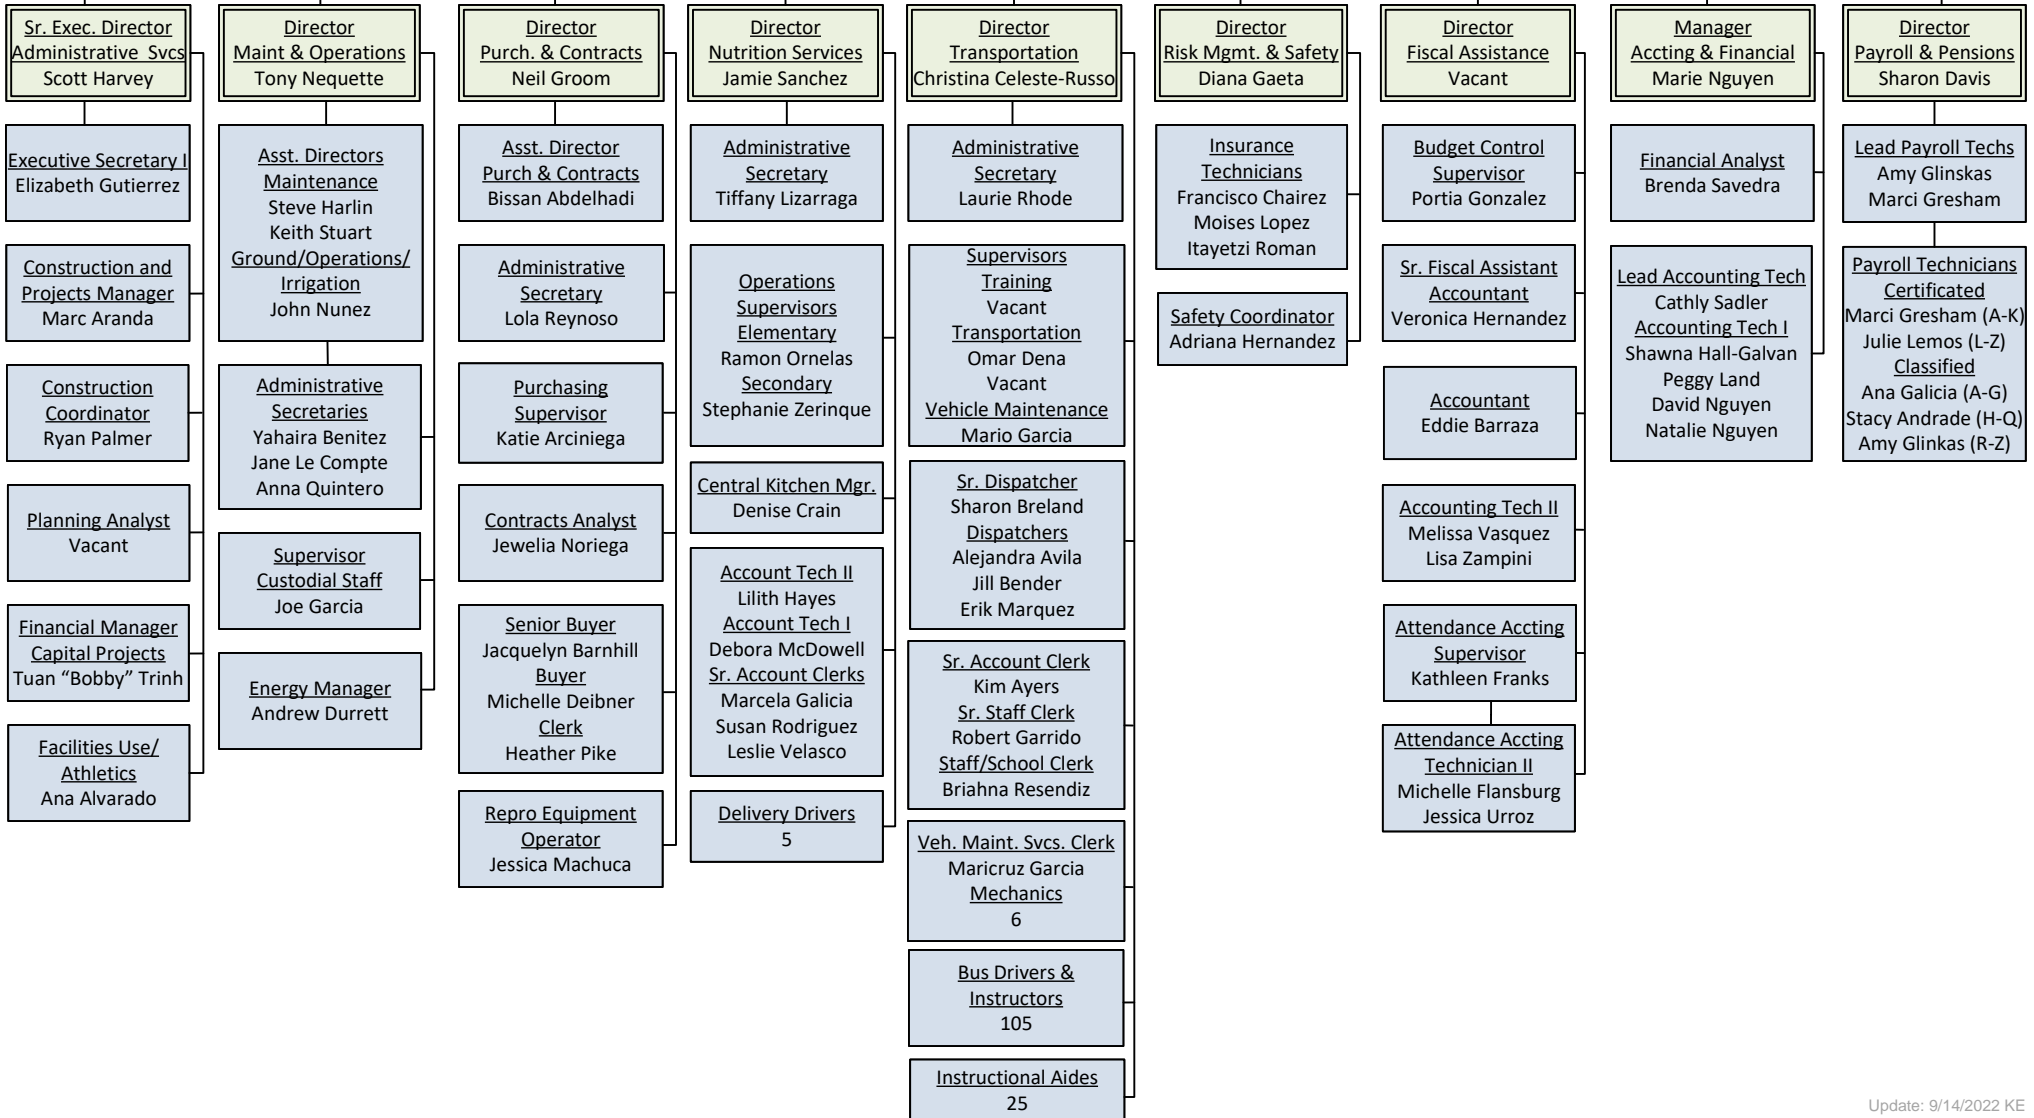 Sr. Exec. Director
Administrative Svcs
Scott Harvey
Executive Secretary I
Elizabeth Gutierrez
Construction and
Projects Manager
Marc Aranda
Construction
Coordinator
Ryan Palmer
Planning Analyst
Vacant
Financial Manager
Capital Projects
Tuan “Bobby” Trinh
Facilities Use/
Athletics
Ana Alvarado
Director
Maint & Operations
Tony Nequette
Asst. Directors
Maintenance
Steve Harlin
Keith Stuart
Ground/Operations/
Irrigation
John Nunez
Administrative
Secretaries
Yahaira Benitez
Jane Le Compte
Anna Quintero
Supervisor
Custodial Staff
Joe Garcia
Energy Manager
Andrew Durrett
Director
Purch. & Contracts
Neil Groom
Asst. Director
Purch & Contracts
Bissan Abdelhadi
Administrative
Secretary
Lola Reynoso
Purchasing
Supervisor
Katie Arciniega
Contracts Analyst
Jewelia Noriega
Senior Buyer
Jacquelyn Barnhill
Buyer
Michelle Deibner
Clerk
Heather Pike
Repro Equipment
Operator
Jessica Machuca
Director
Nutrition Services
Jamie Sanchez
Administrative
Secretary
Tiffany Lizarraga
Operations
Supervisors
Elementary
Ramon Ornelas
Secondary
Stephanie Zerinque
Central Kitchen Mgr.
Denise Crain
Account Tech II
Lilith Hayes
Account Tech I
Debora McDowell
Sr. Account Clerks
Marcela Galicia
Susan Rodriguez
Leslie Velasco
Delivery Drivers
5
Director
Transportation
Christina Celeste-Russo
Administrative
Secretary
Laurie Rhode
Supervisors
Training
Vacant
Transportation
Omar Dena
Vacant
Vehicle Maintenance
Mario Garcia
Sr. Dispatcher
Sharon Breland
Dispatchers
Alejandra Avila
Jill Bender
Erik Marquez
Sr. Account Clerk
Kim Ayers
Sr. Staff Clerk
Robert Garrido
Staff/School Clerk
Briahna Resendiz
Veh. Maint. Svcs. Clerk
Maricruz Garcia
Mechanics
6
Bus Drivers &
Instructors
105
Instructional Aides
25
Director
Risk Mgmt. & Safety
Diana Gaeta
Insurance
Technicians
Francisco Chairez
Moises Lopez
Itayetzi Roman
Safety Coordinator
Adriana Hernandez
Director
Fiscal Assistance
Vacant
Budget Control
Supervisor
Portia Gonzalez
Sr. Fiscal Assistant
Accountant
Veronica Hernandez
Accountant
Eddie Barraza
Accounting Tech II
Melissa Vasquez
Lisa Zampini
Attendance Accting
Supervisor
Kathleen Franks
Attendance Accting
Technician II
Michelle Flansburg
Jessica Urroz
Manager
Accting & Financial
Marie Nguyen
Financial Analyst
Brenda Savedra
Lead Accounting Tech
Cathly Sadler
Accounting Tech I
Shawna Hall-Galvan
Peggy Land
David Nguyen
Natalie Nguyen
Director
Payroll & Pensions
Sharon Davis
Lead Payroll Techs
Amy Glinskas
Marci Gresham
Payroll Technicians
Certificated
Marci Gresham (A-K)
Julie Lemos (L-Z)
Classified
Ana Galicia (A-G)
Stacy Andrade (H-Q)
Amy Glinkas (R-Z)
Update: 9/14/2022 KE